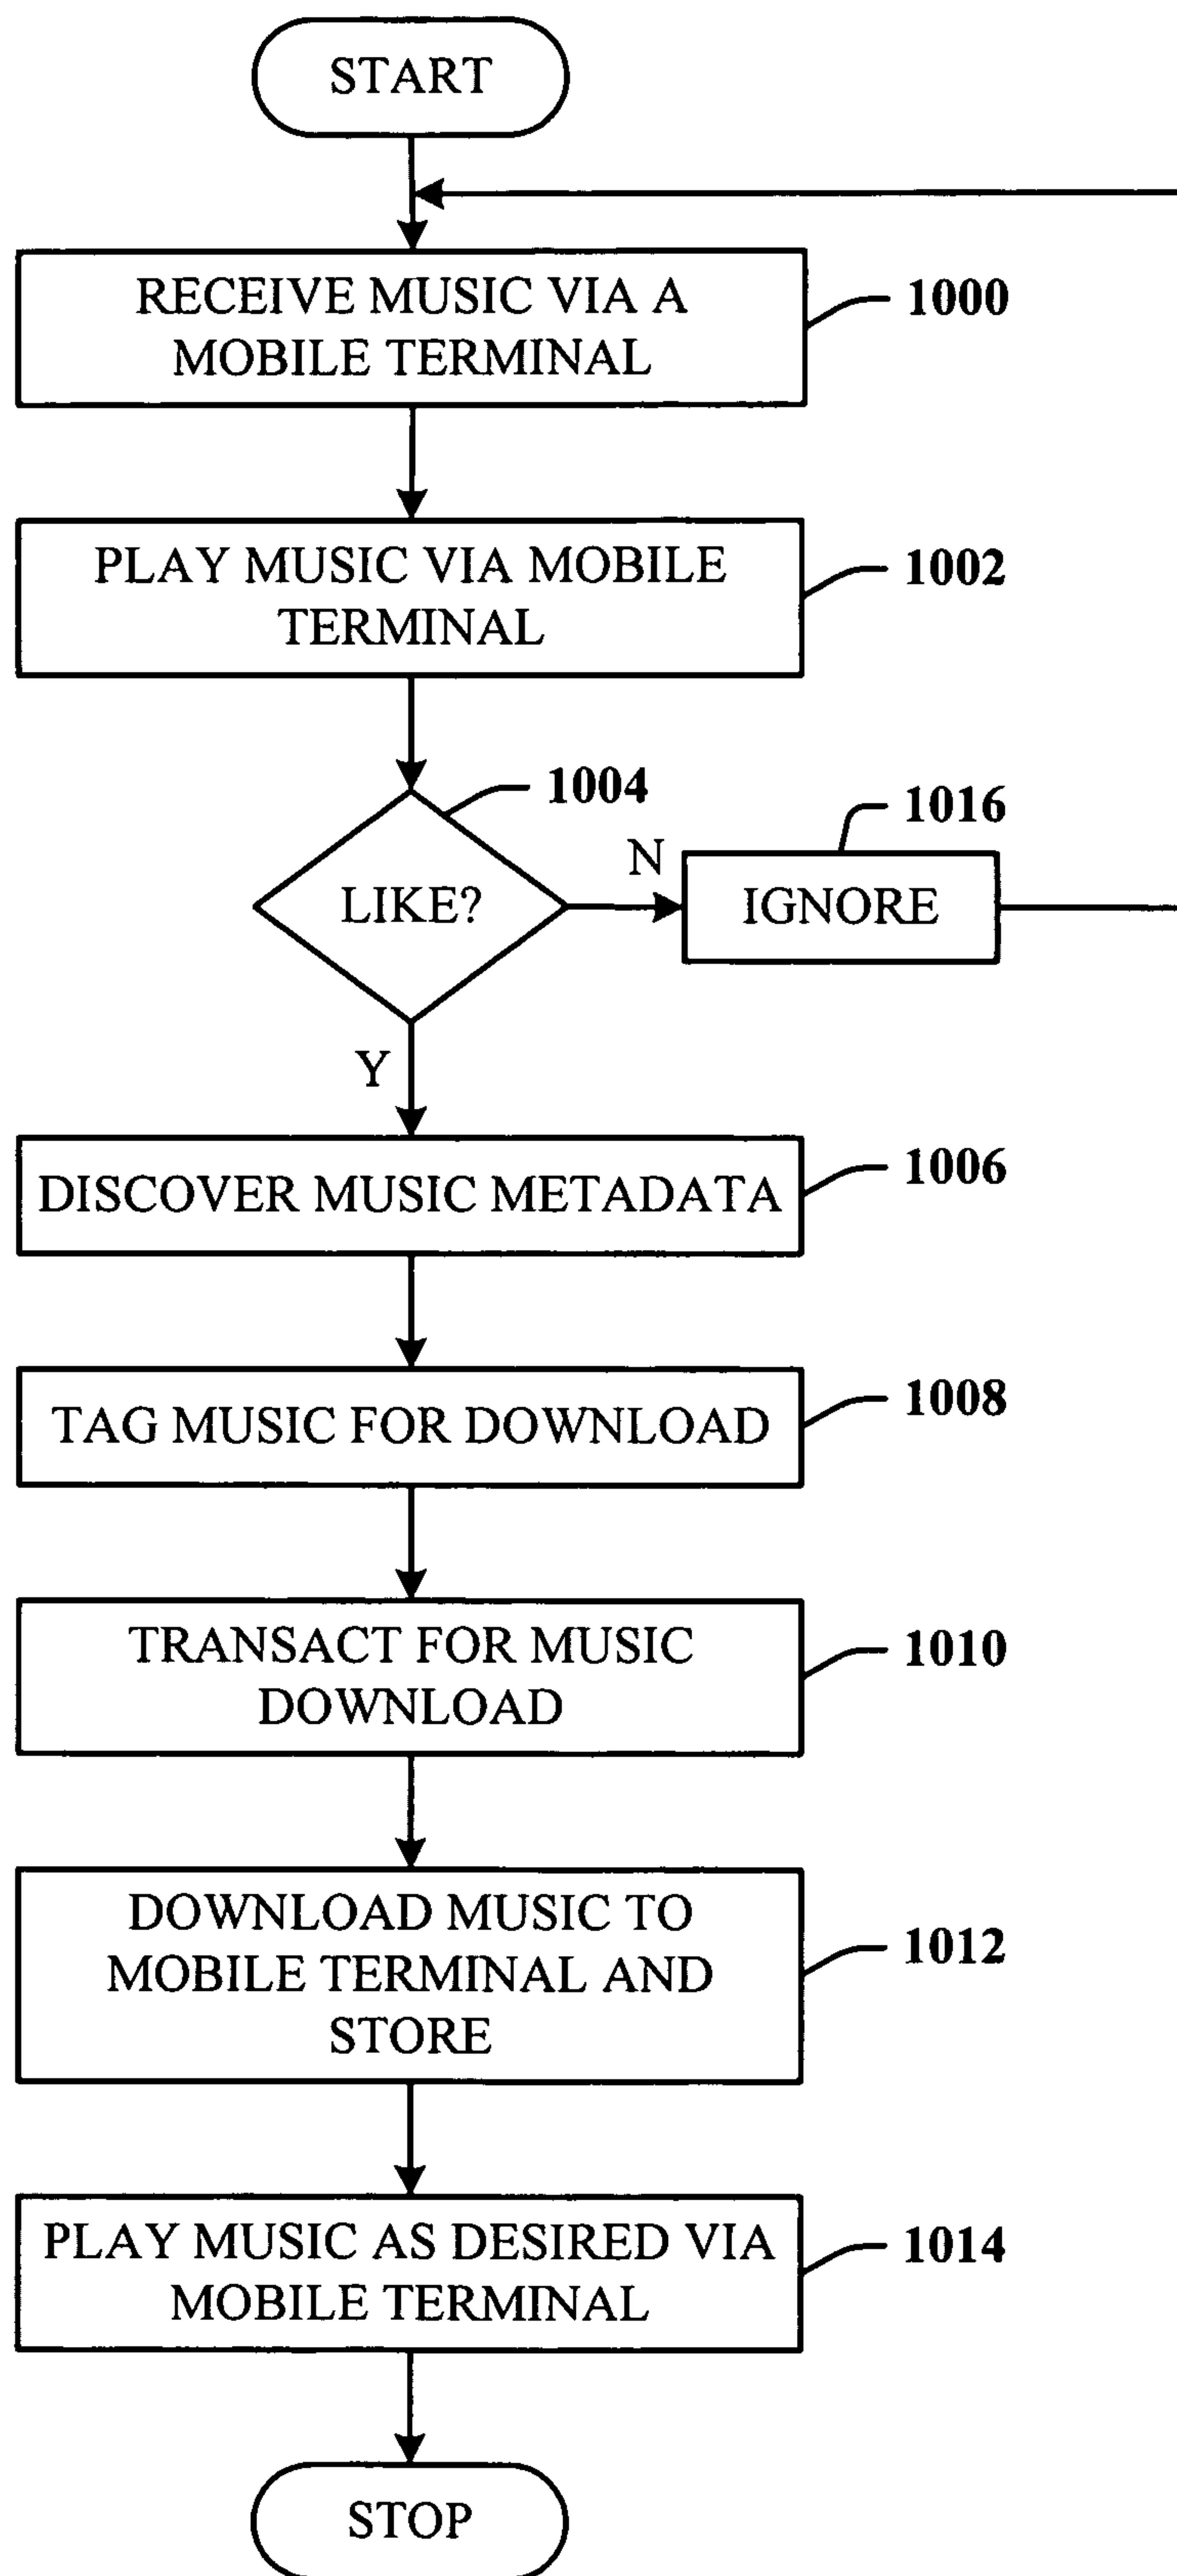 START
RECEIVE MUSIC VIA A
MOBILE TERMINAL
1000
PLAY MUSIC VIA MOBILE
TERMINAL
1002
1004
LIKE?
N
1016
IGNORE
Y
DISCOVER MUSIC METADATA
1006
TAG MUSIC FOR DOWNLOAD
1008
TRANSACT FOR MUSIC
DOWNLOAD
1010
DOWNLOAD MUSIC TO
MOBILE TERMINAL AND
STORE
1012
PLAY MUSIC AS DESIRED VIA
MOBILE TERMINAL
1014
STOP